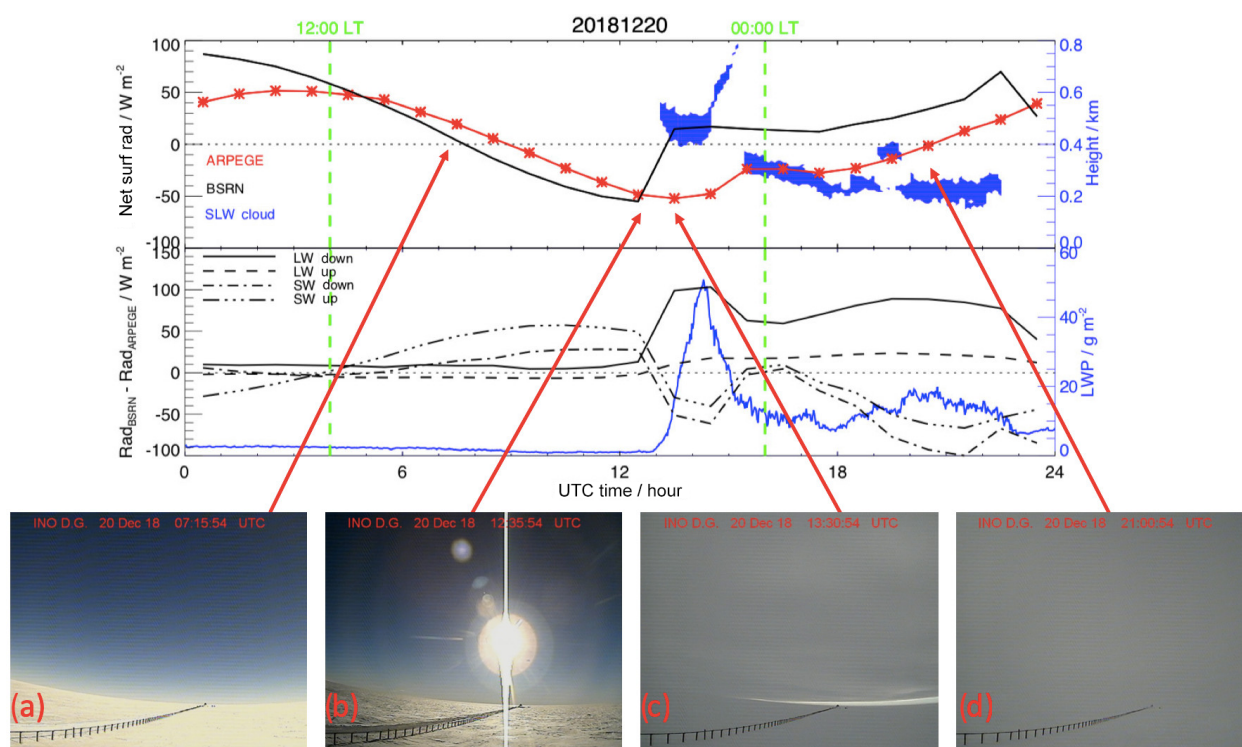 12:00 LT 20181220 00:00 LT
100
50
0
-50
-100
Net surf rad / W m⁻²
ARPEGE
BSRN
SLW cloud
0.8
0.6
0.4
0.2
0.0
Height / km
150
100
50
0
-50
-100
Rad_BSRN - Rad_ARPEGE / W m⁻²
LW down
LW up
SW down
SW up
60
40
20
0
LWP / g m⁻²
0 6 12 18 24
UTC time / hour
INO D.G. 20 Dec 18 07:15:54 UTC
(a)
INO D.G. 20 Dec 18 12:35:54 UTC
(b)
INO D.G. 20 Dec 18 13:30:54 UTC
(c)
INO D.G. 20 Dec 18 21:00:54 UTC
(d)